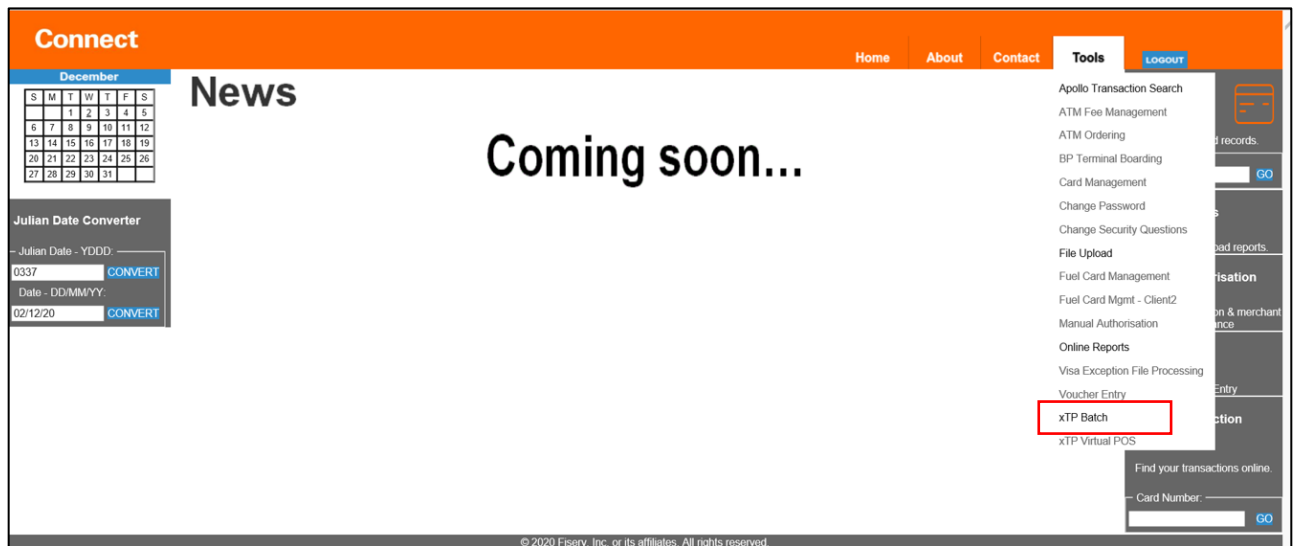 Connect
Home About Contact Tools LOGOUT
December
S M T W T F S
1 2 3 4 5
6 7 8 9 10 11 12
13 14 15 16 17 18 19
20 21 22 23 24 25 26
27 28 29 30 31
Julian Date Converter
Julian Date - YDDD:
0337 CONVERT
Date - DD/MM/YY:
02/12/20 CONVERT
News
Coming soon...
Apollo Transaction Search
ATM Fee Management
ATM Ordering
BP Terminal Boarding
Card Management
Change Password
Change Security Questions
File Upload
Fuel Card Management
Fuel Card Mgmt - Client2
Manual Authorisation
Online Reports
Visa Exception File Processing
Voucher Entry
xTP Batch
xTP Virtual POS
records.
GO
reports.
& merchant
Entry
Find your transactions online.
Card Number:
GO
© 2020 Fiserv, Inc. or its affiliates. All rights reserved.